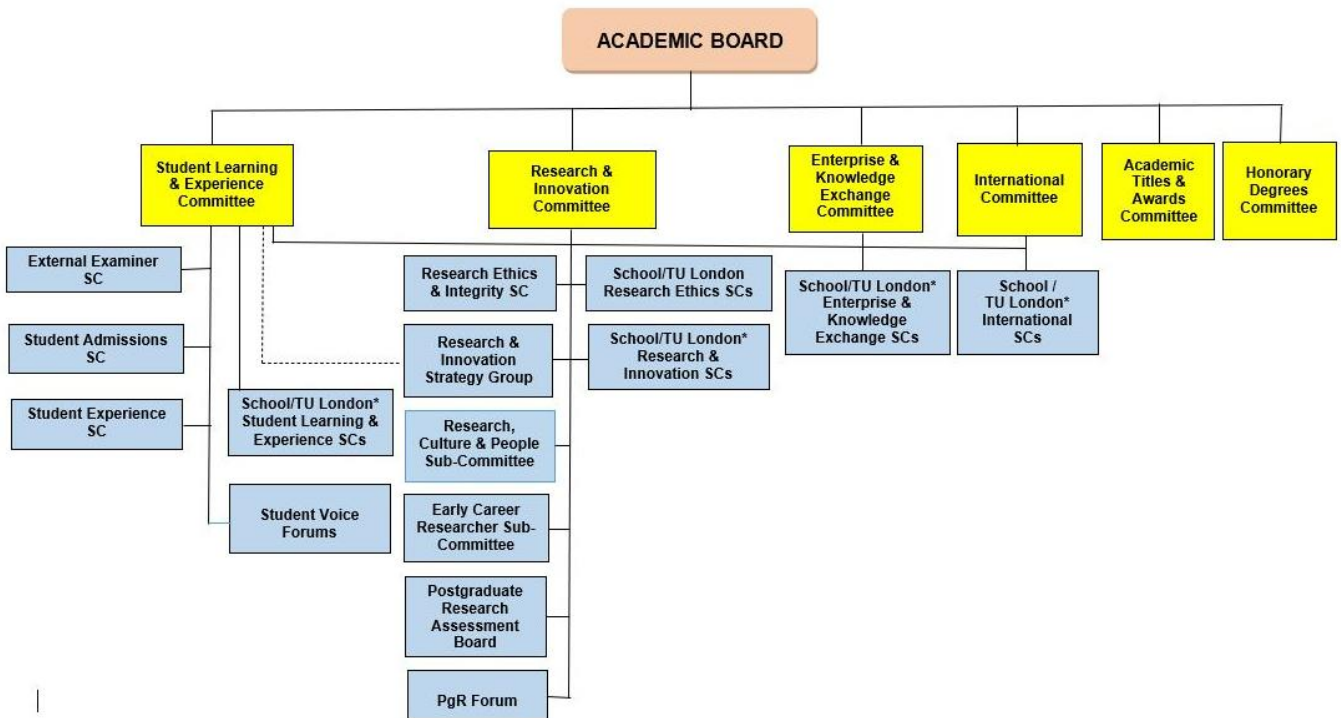 ACADEMIC BOARD
Student Learning
& Experience
Committee
Research &
Innovation
Committee
Enterprise &
Knowledge
Exchange
Committee
International
Committee
Academic
Titles &
Awards
Committee
Honorary
Degrees
Committee
External Examiner
SC
Student Admissions
SC
Student Experience
SC
School/TU London*
Student Learning &
Experience SCs
Student Voice
Forums
Research Ethics
& Integrity SC
School/TU London
Research Ethics SCs
Research &
Innovation
Strategy Group
School/TU London*
Research &
Innovation SCs
Research,
Culture & People
Sub-Committee
Early Career
Researcher Sub-
Committee
Postgraduate
Research
Assessment
Board
PgR Forum
School/TU London*
Enterprise &
Knowledge
Exchange SCs
School /
TU London*
International
SCs